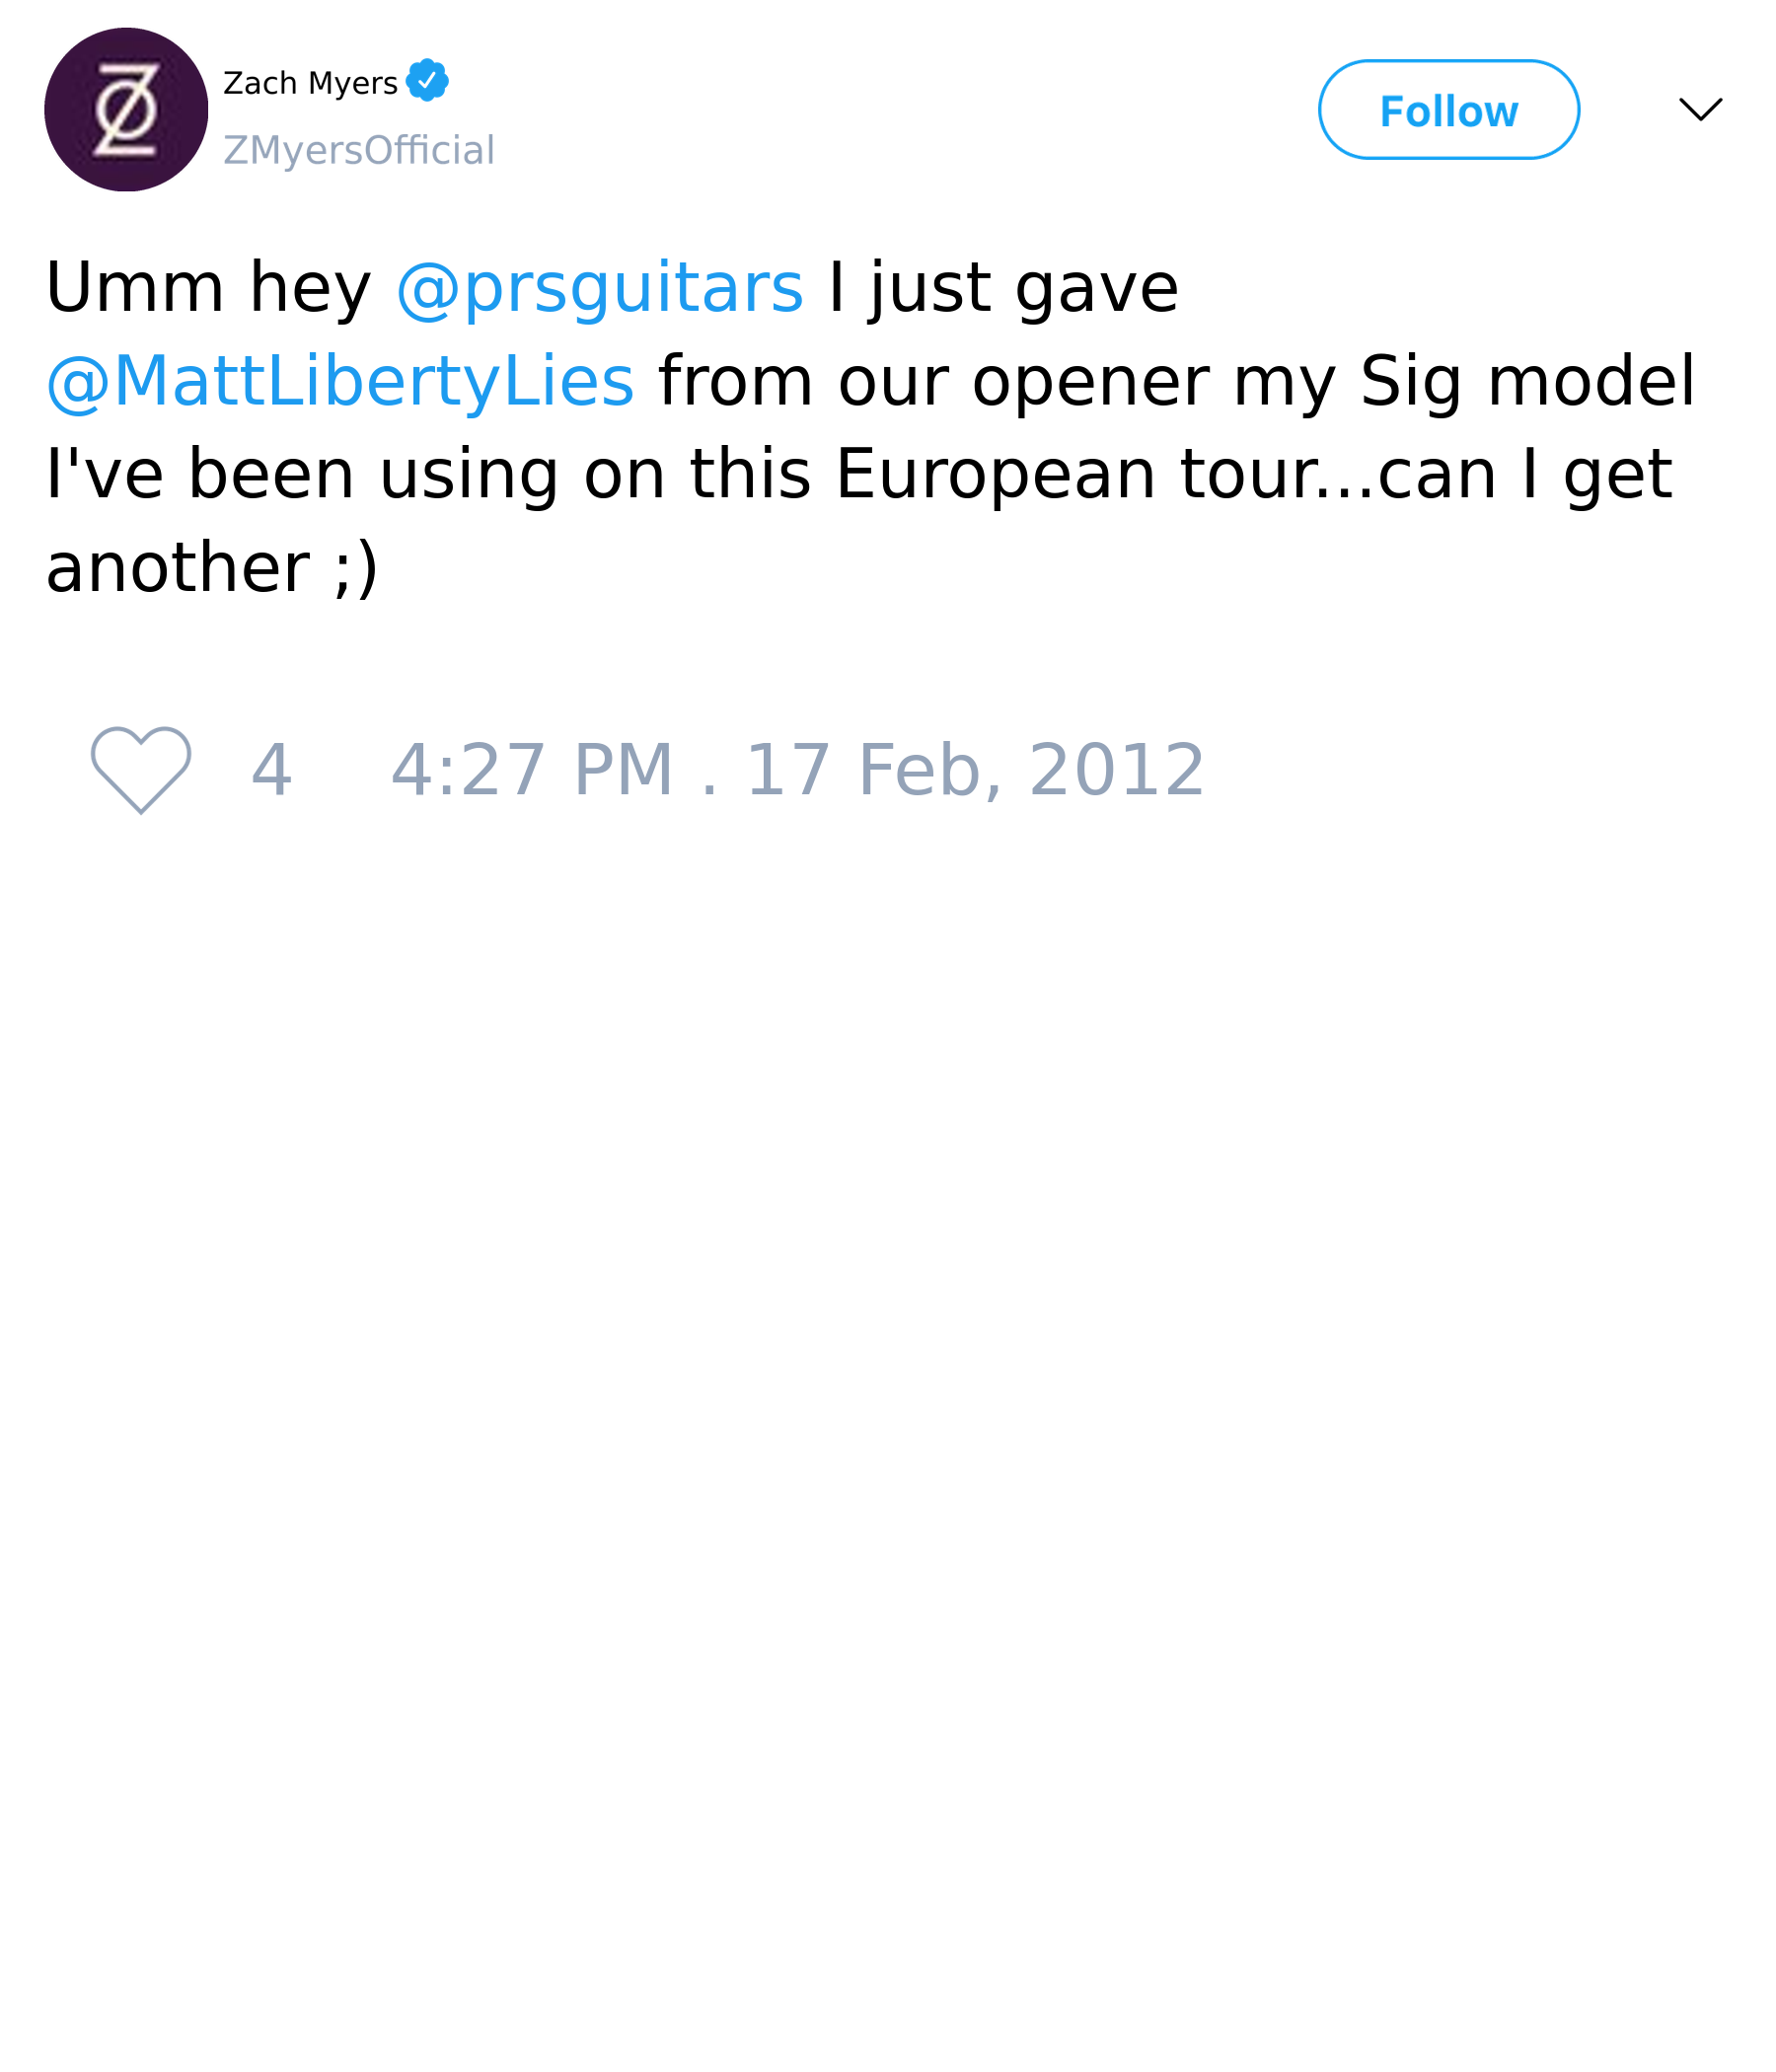 Zach Myers
ZMyersOfficial
Follow
Umm hey @prsguitars I just gave
@MattLibertyLies from our opener my Sig model
I've been using on this European tour...can I get
another ;)
4 4:27 PM . 17 Feb, 2012